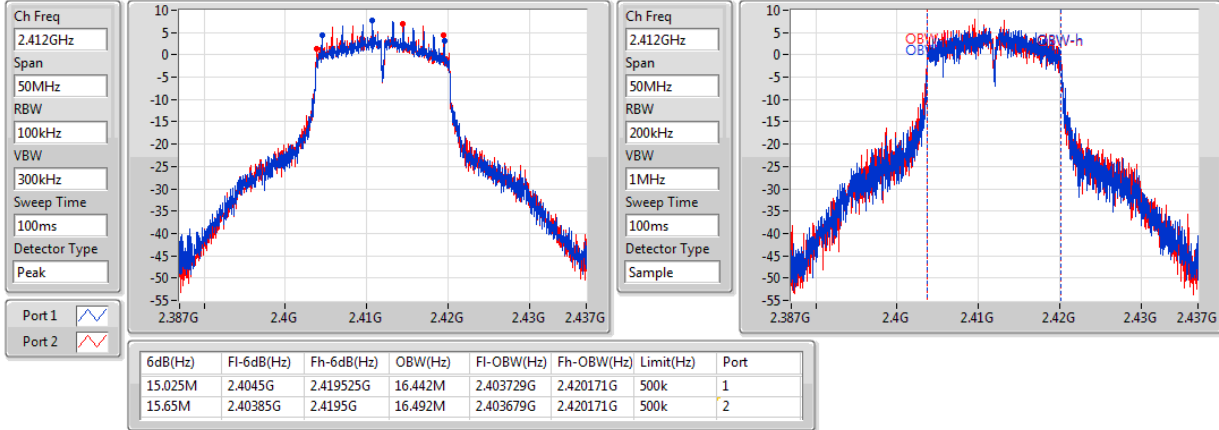 Ch Freq
2.412GHz
Span
50MHz
RBW
100kHz
VBW
300kHz
Sweep Time
100ms
Detector Type
Peak
Port 1
Port 2
10
5
0
-5
-10
-15
-20
-25
-30
-35
-40
-45
-50
-55
2.387G 2.4G 2.41G 2.42G 2.43G 2.437G
Ch Freq
2.412GHz
Span
50MHz
RBW
200kHz
VBW
1MHz
Sweep Time
100ms
Detector Type
Sample
10
5
0
-5
-10
-15
-20
-25
-30
-35
-40
-45
-50
-55
2.387G 2.4G 2.41G 2.42G 2.43G 2.437G
OBW-h
6dB(Hz) Fl-6dB(Hz) Fh-6dB(Hz) OBW(Hz) Fl-OBW(Hz) Fh-OBW(Hz) Limit(Hz) Port
15.025M 2.4045G 2.419525G 16.442M 2.403729G 2.420171G 500k 1
15.65M 2.40385G 2.4195G 16.492M 2.403679G 2.420171G 500k 2